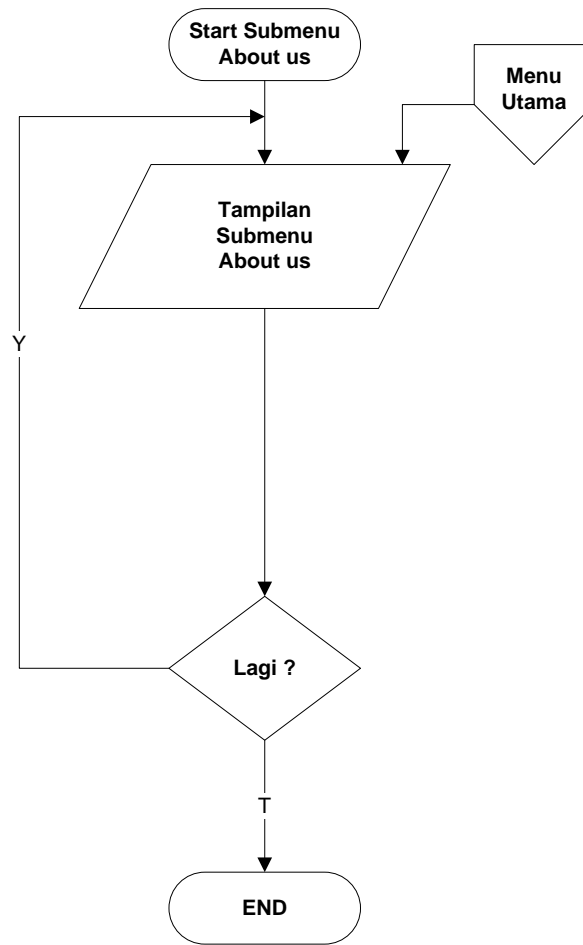 Start Submenu
About us
Menu
Utama
Tampilan
Submenu
About us
Y
Lagi ?
T
END